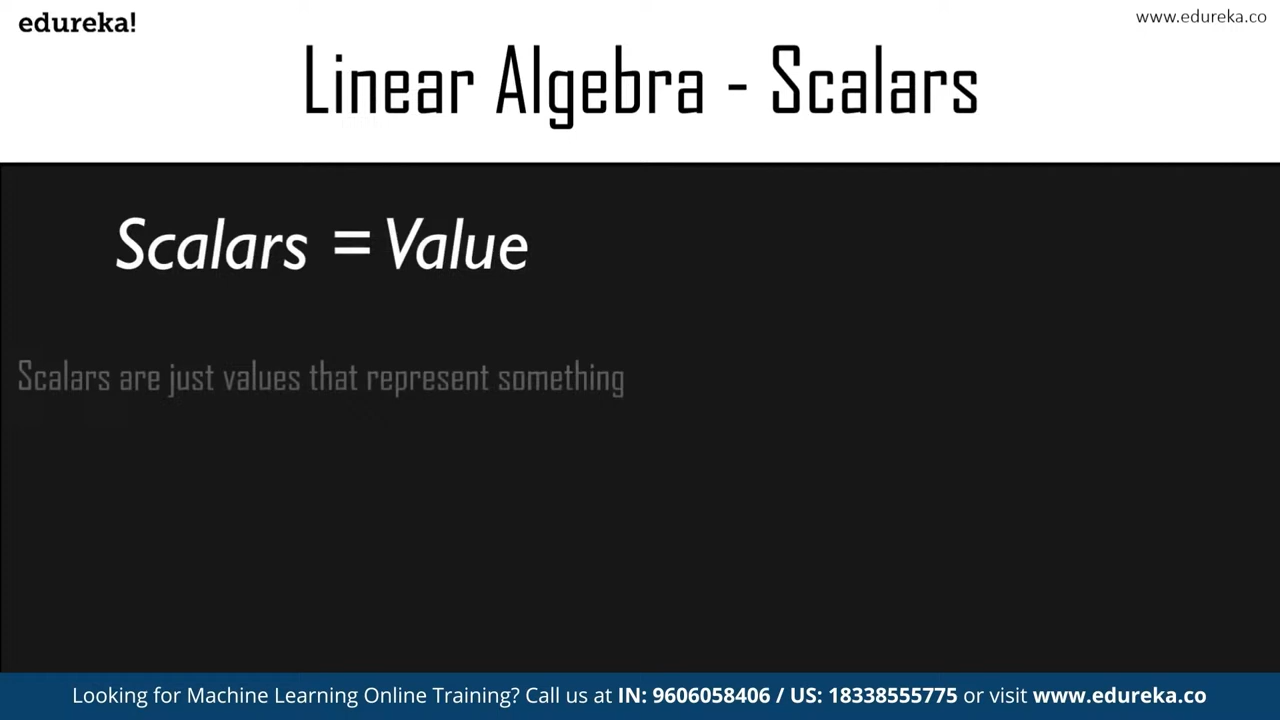 edureka!
www.edureka.co
Linear Algebra - Scalars
Scalars = Value
Scalars are just values that represent something
Looking for Machine Learning Online Training? Call us at IN: 9606058406 / US: 18338555775 or visit www.edureka.co